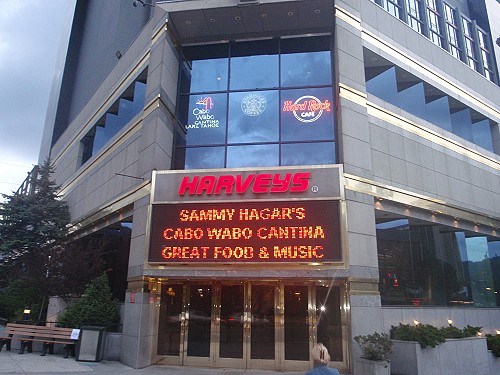 Cabo
Wabo
CANTINA
LAKE TAHOE
Hard Rock
CAFE
HARVEYS ®
SAMMY HAGAR'S
CABO WABO CANTINA
GREAT FOOD & MUSIC